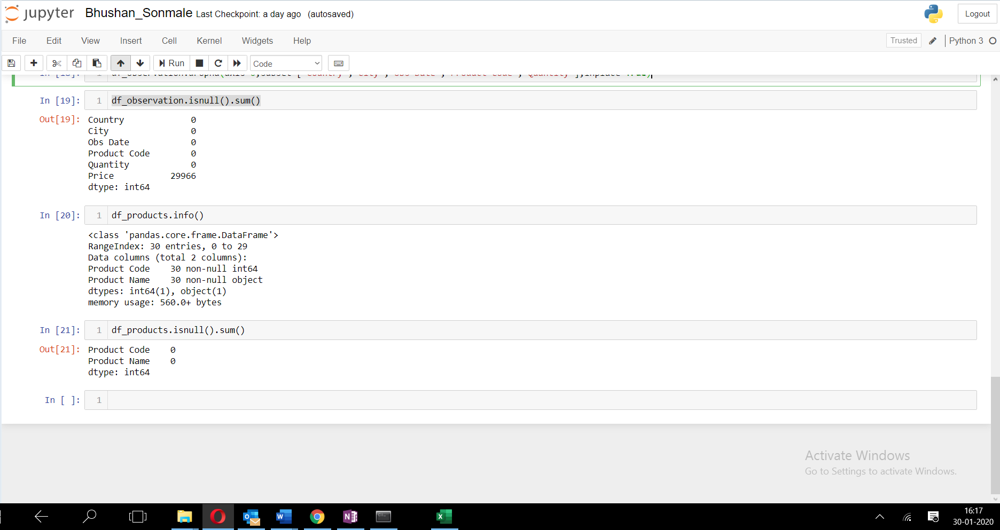 jupyter Bhushan_Sonmale Last Checkpoint: a day ago (autosaved) Logout
File Edit View Insert Cell Kernel Widgets Help Trusted Python 3
Run Code
In [19]: 1 df_observation.isnull().sum()
Out[19]: Country 0
City 0
Obs Date 0
Product Code 0
Quantity 0
Price 29966
dtype: int64
In [20]: 1 df_products.info()
<class 'pandas.core.frame.DataFrame'>
RangeIndex: 30 entries, 0 to 29
Data columns (total 2 columns):
Product Code 30 non-null int64
Product Name 30 non-null object
dtypes: int64(1), object(1)
memory usage: 560.0+ bytes
In [21]: 1 df_products.isnull().sum()
Out[21]: Product Code 0
Product Name 0
dtype: int64
In [ ]: 1
Activate Windows
Go to Settings to activate Windows.
16:17
30-01-2020